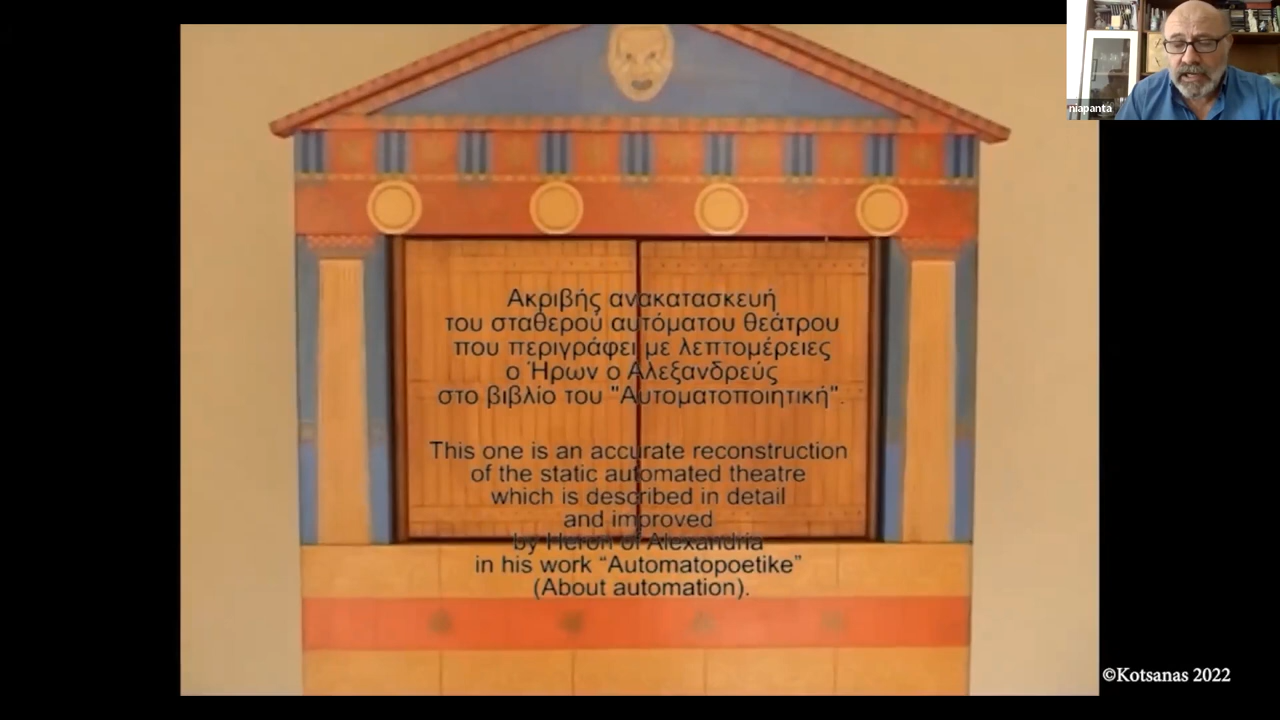 niapanta
Ακριβής ανακατασκευή
του σταθερού αυτόματου θεάτρου
που περιγράφει με λεπτομέρειες
ο Ήρων ο Αλεξανδρεύς
στο βιβλίο του "Αυτοματοποιητική".
This one is an accurate reconstruction
of the static automated theatre
which is described in detail
and improved
by Heron of Alexandria
in his work “Automatopoetike”
(About automation).
©Kotsanas 2022